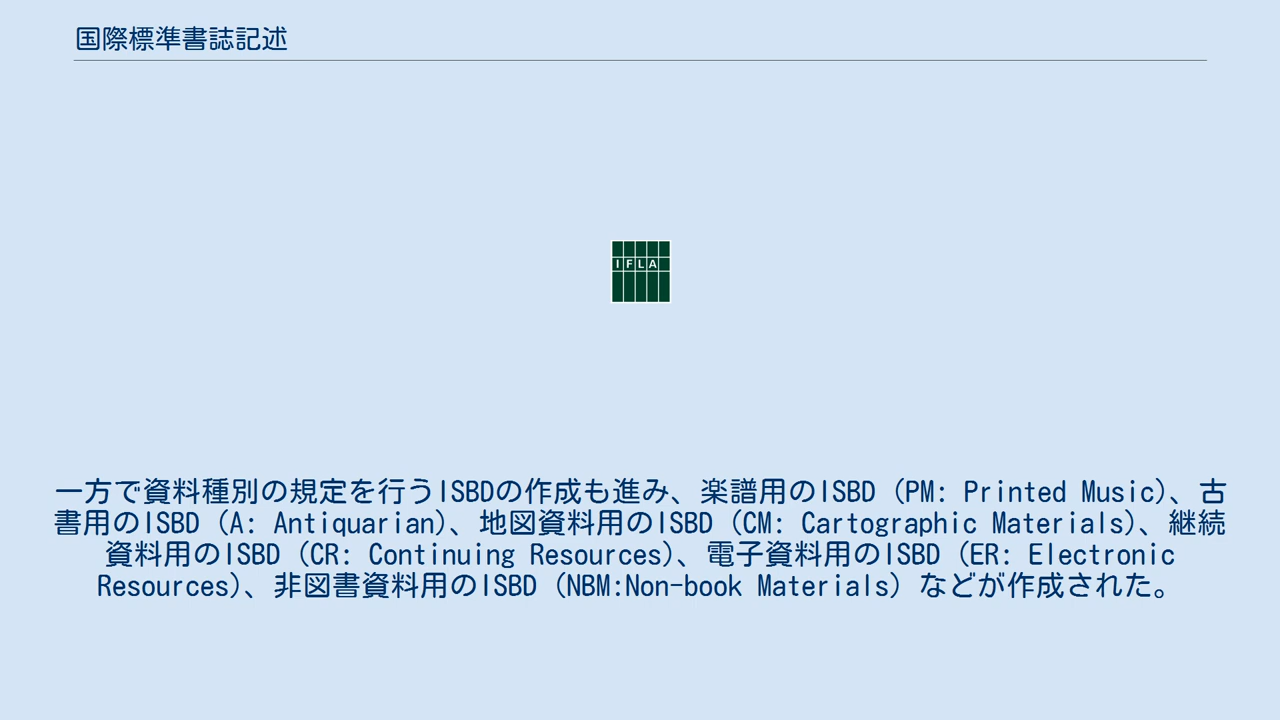 国際標準書誌記述
IFLA
一方で資料種別の規定を行うISBDの作成も進み、楽譜用のISBD（PM: Printed Music）、古
書用のISBD（A: Antiquarian）、地図資料用のISBD（CM: Cartographic Materials）、継続
資料用のISBD（CR: Continuing Resources）、電子資料用のISBD（ER: Electronic
Resources）、非図書資料用のISBD（NBM:Non-book Materials）などが作成された。